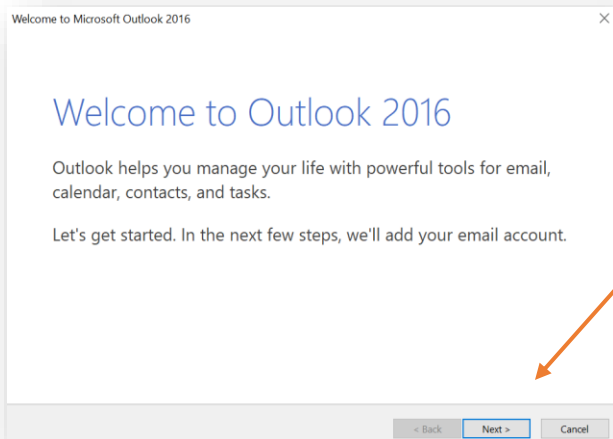 Welcome to Microsoft Outlook 2016
Welcome to Outlook 2016
Outlook helps you manage your life with powerful tools for email,
calendar, contacts, and tasks.
Let's get started. In the next few steps, we'll add your email account.
< Back Next > Cancel